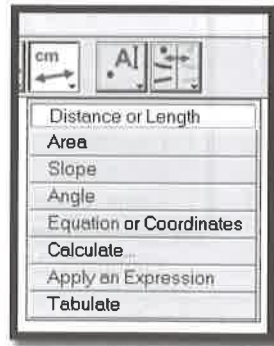 cm
A
Distance or Length
Area
Slope
Angle
Equation or Coordinates
Calculate...
Apply an Expression
Tabulate